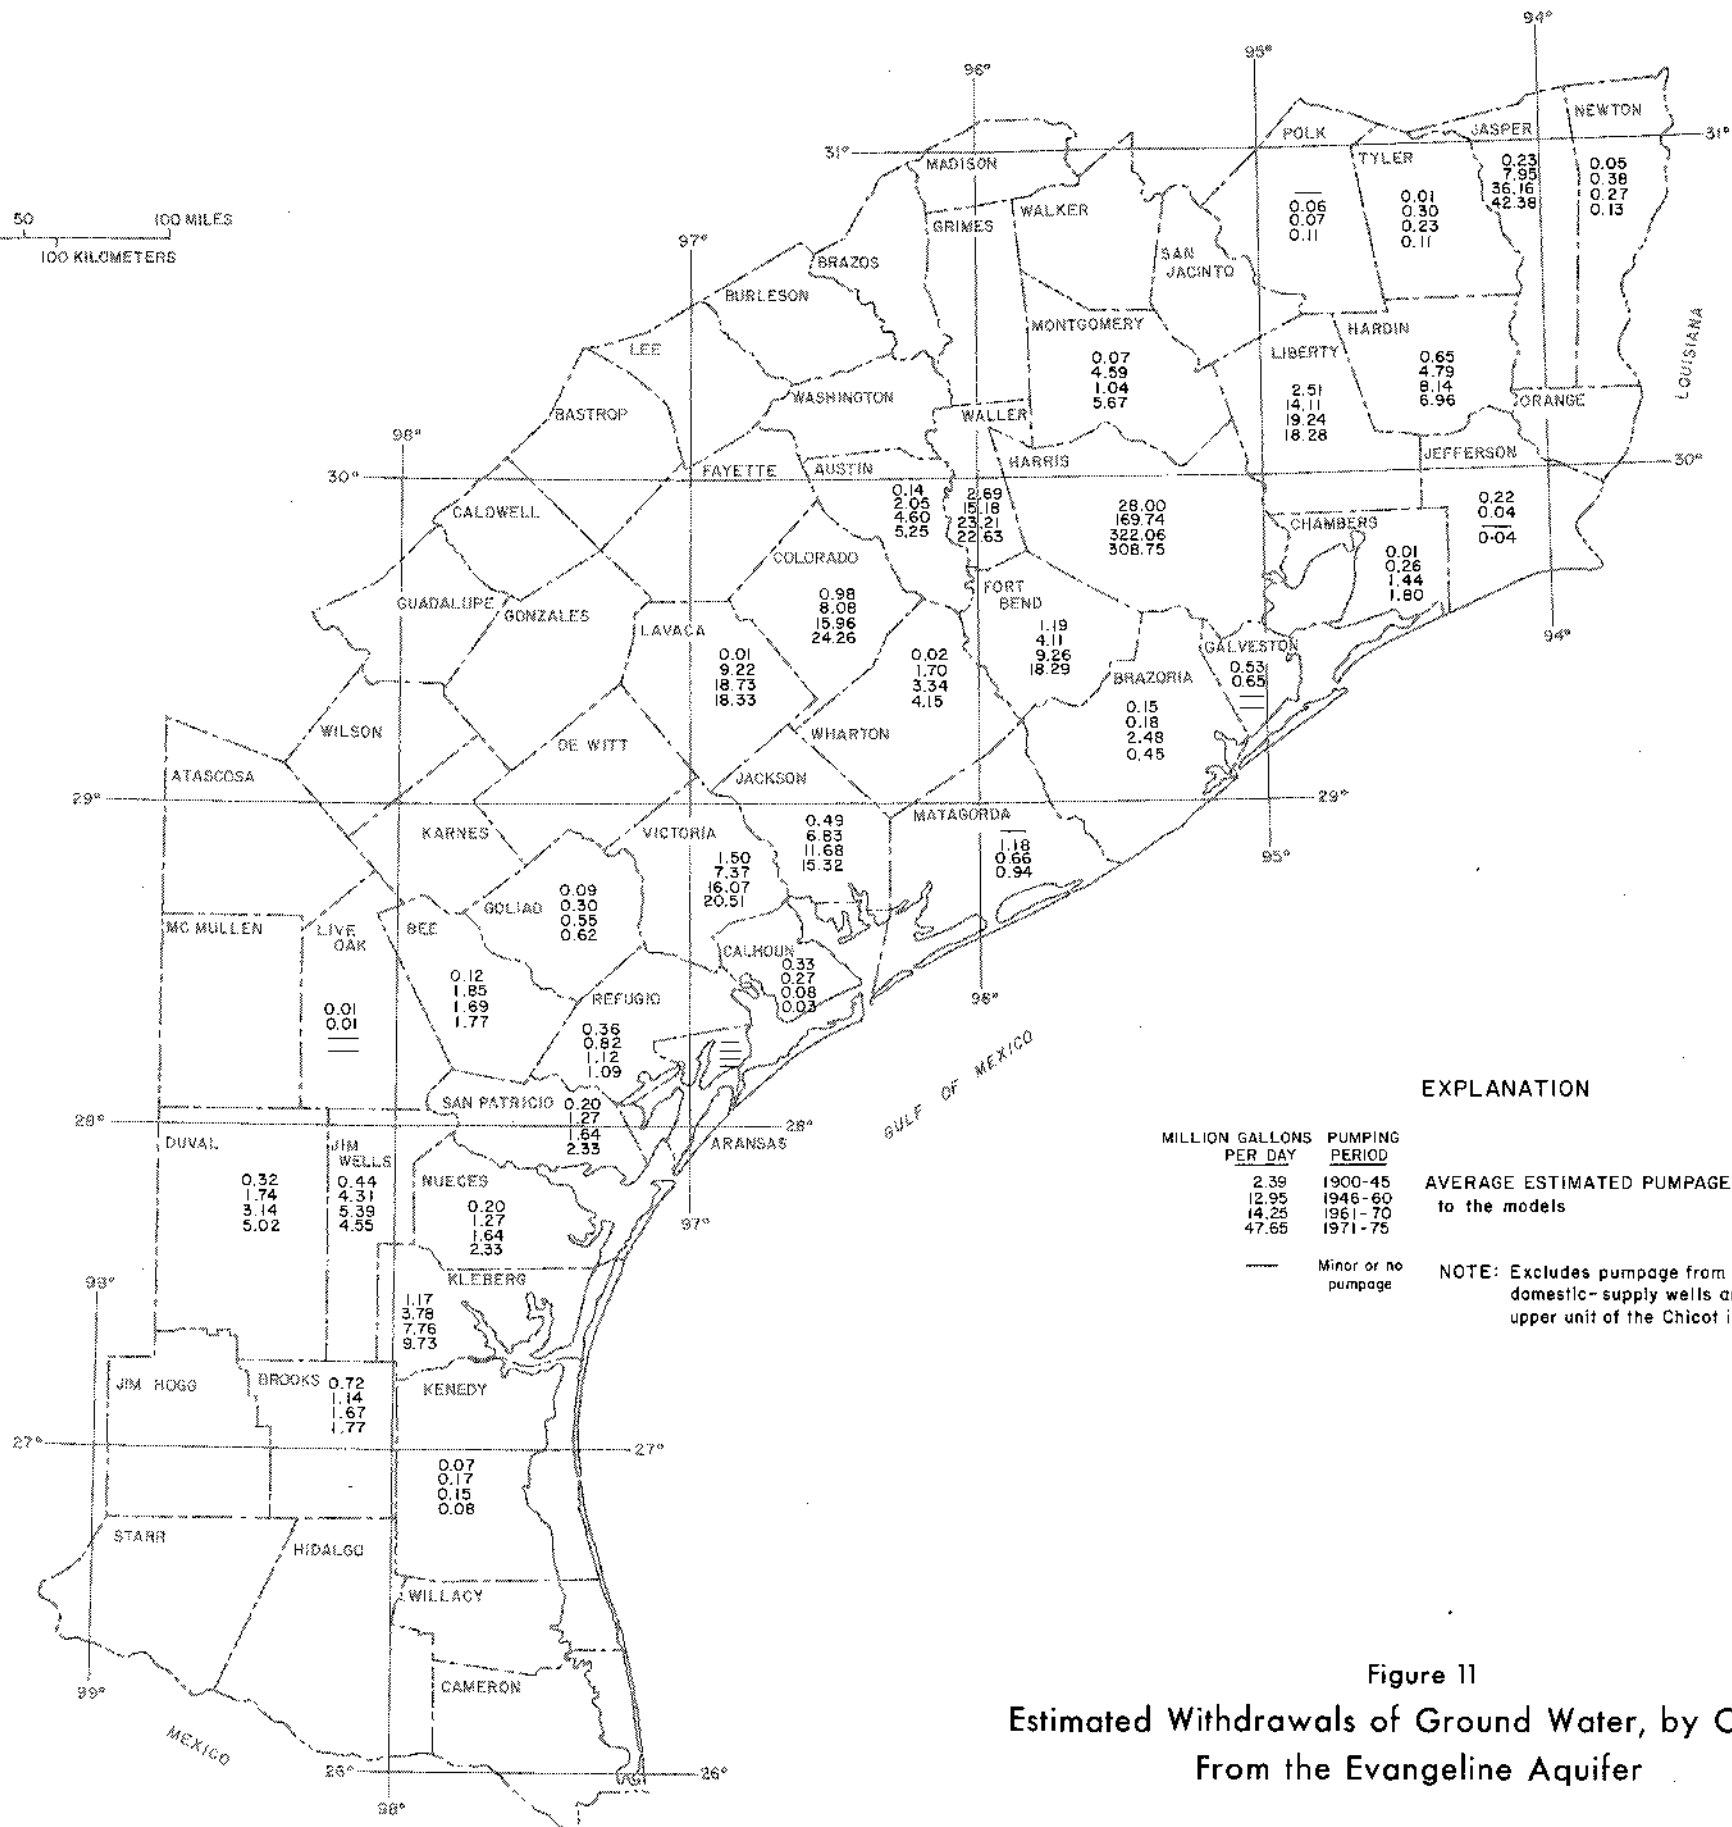 94°
95°
96°
NEWTON
POLK
JASPER
31°
31°
MADISON
TYLER
0.23
7.95
36.16
42.38
0.05
0.38
0.27
0.13
0.06
0.07
0.11
0.01
0.30
0.23
0.11
50
100 MILES
100 KILOMETERS
GRIMES
WALKER
97°
BRAZOS
SAN
JACINTO
BURLESON
MONTGOMERY
HARDIN
LOUISIANA
LEE
LIBERTY
0.07
4.59
1.04
5.67
0.65
4.79
8.14
6.96
2.51
14.11
19.24
18.28
WASHINGTON
ORANGE
BASTROP
WALLER
98°
JEFFERSON
30°
FAYETTE
AUSTIN
HARRIS
30°
0.14
2.05
4.60
5.25
2.69
15.18
23.21
22.63
28.00
169.74
322.06
308.75
0.22
0.04
0.04
CALDWELL
CHAMBERS
0.01
0.26
1.44
1.80
COLORADO
FORT
BEND
GUADALUPE
GONZALES
0.98
8.08
15.96
24.26
LAVACA
1.19
4.11
9.26
18.29
94°
GALVESTON
0.53
0.65
0.01
9.22
18.73
18.33
0.02
1.70
3.34
4.15
BRAZORIA
0.15
0.18
2.48
0.45
WILSON
DE WITT
WHARTON
ATASCOSA
JACKSON
29°
29°
MATAGORDA
KARNES
VICTORIA
0.49
6.83
11.68
15.32
1.18
0.66
0.94
95°
1.50
7.37
16.07
20.51
GOLIAD
0.09
0.30
0.55
0.62
MC MULLEN
LIVE
OAK
BEE
CALHOUN
0.33
0.27
0.08
0.03
0.12
1.85
1.69
1.77
REFUGIO
96°
0.01
0.01
0.36
0.82
1.12
1.09
GULF OF MEXICO
SAN PATRICIO
0.20
1.27
1.64
2.33
28°
28°
DUVAL
JIM
WELLS
ARANSAS
NUECES
0.32
1.74
3.14
5.02
0.44
4.31
5.39
4.55
0.20
1.27
1.64
2.33
97°
KLEBERG
1.17
3.78
7.76
9.73
JIM HOGG
BROOKS
0.72
1.14
1.67
1.77
KENEDY
27°
27°
0.07
0.17
0.15
0.08
STARR
HIDALGO
WILLACY
CAMERON
99°
MEXICO
26°
26°
98°
EXPLANATION
MILLION GALLONS PER DAY PUMPING PERIOD
2.39 1900-45
12.95 1946-60
14.25 1961-70
47.65 1971-75
AVERAGE ESTIMATED PUMPAGE
to the models
Minor or no
pumpage
NOTE: Excludes pumpage from
domestic-supply wells
upper unit of the Chicot
Figure 11
Estimated Withdrawals of Ground Water, by
From the Evangeline Aquifer